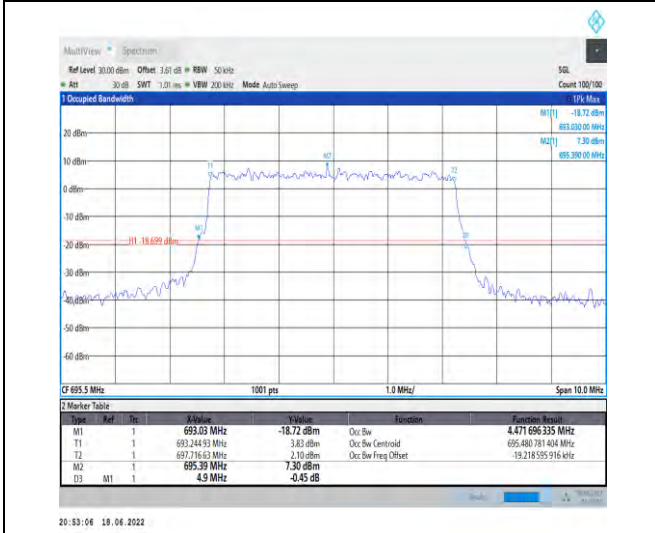 MultiView Spectrum
Ref Level 30.00 dBm Offset 3.61 dB RBW 50 kHz SGL
Att 30 dB SWT 1.01 ms VBW 200 kHz Mode Auto Sweep Count 100/100
1 Occupied Bandwidth 1Pk Max
M1[1] -18.72 dBm
693.030 00 MHz
M2[1] 7.30 dBm
695.390 00 MHz
20 dBm
10 dBm
T1 M2 T2
0 dBm
-10 dBm
M1
-20 dBm
H1 -18.699 dBm
-30 dBm
-40 dBm
-50 dBm
-60 dBm
CF 695.5 MHz 1001 pts 1.0 MHz/ Span 10.0 MHz
2 Marker Table
Type Ref Trc X-Value Y-Value Function Function Result
M1 1 693.03 MHz -18.72 dBm Occ Bw 4.471 696 335 MHz
T1 1 693.244 93 MHz 3.83 dBm Occ Bw Centroid 695.480 781 404 MHz
T2 1 697.716 63 MHz 2.10 dBm Occ Bw Freq Offset -19.218 595 916 kHz
M2 1 695.39 MHz 7.30 dBm
D3 M1 1 4.9 MHz -0.45 dB
20:53:06 18.06.2022